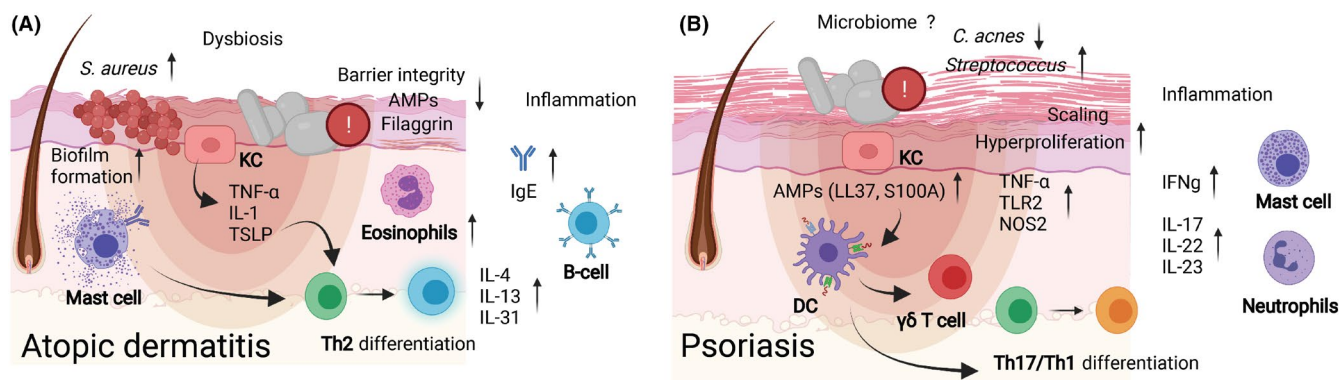 (A)
Dysbiosis
S. aureus
Barrier integrity
AMPs
Filaggrin
Inflammation
!
KC
Biofilm
formation
TNF-α
IL-1
TSLP
Eosinophils
IgE
B-cell
Mast cell
IL-4
IL-13
IL-31
Th2 differentiation
Atopic dermatitis
(B)
Microbiome ?
C. acnes
Streptococcus
!
Inflammation
Scaling
Hyperproliferation
KC
AMPs (LL37, S100A)
TNF-α
TLR2
NOS2
IFNg
Mast cell
IL-17
IL-22
IL-23
Neutrophils
DC
γδ T cell
Th17/Th1 differentiation
Psoriasis